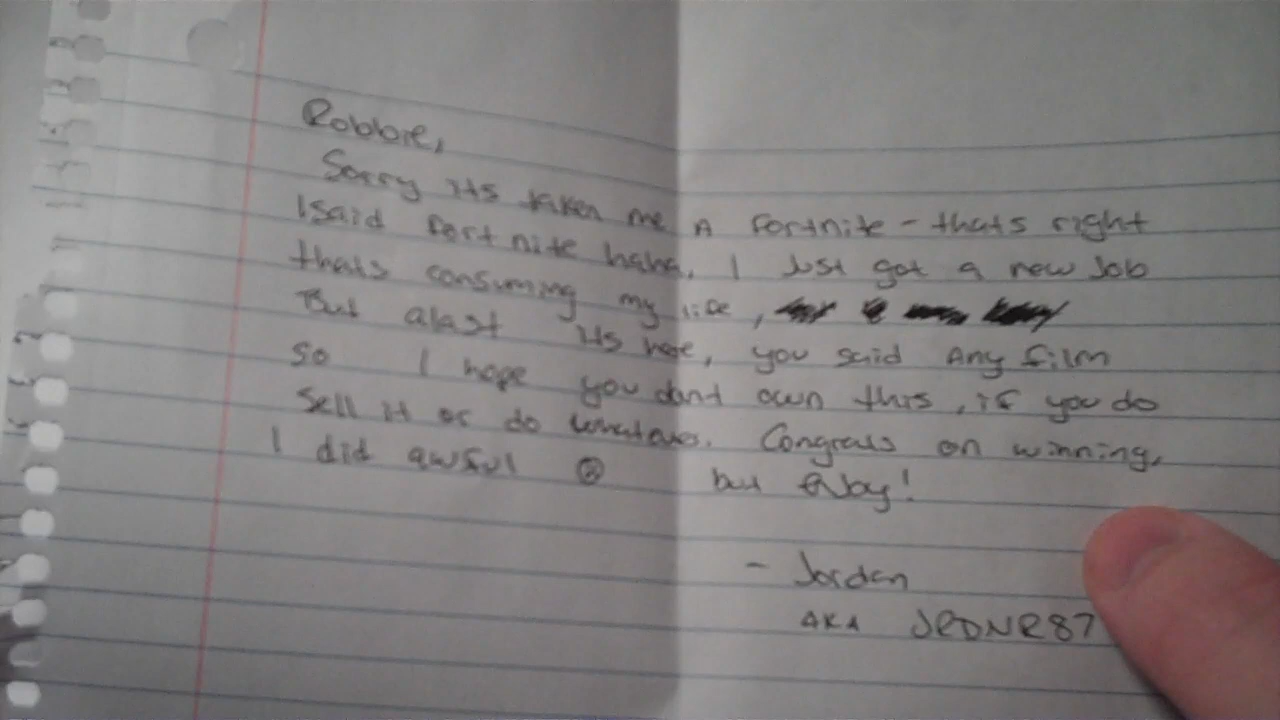 Robbie,
Sorry its taken me A Fortnite - thats right
I said Fortnite haha. I Just got a new Job
thats consuming my life,
But alast its here, you said Any film
So I hope you dont own this, if you do
Sell it or do whatever. Congrats on winning,
I did awful ☹ but enjoy!
- Jordan
AKA JRDNR87